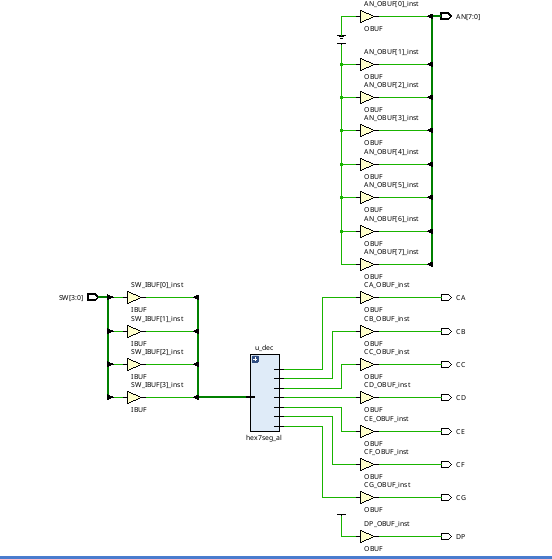 AN_OBUF[0]_inst
AN[7:0]
OBUF
AN_OBUF[1]_inst
OBUF
AN_OBUF[2]_inst
OBUF
AN_OBUF[3]_inst
OBUF
AN_OBUF[4]_inst
OBUF
AN_OBUF[5]_inst
OBUF
AN_OBUF[6]_inst
OBUF
AN_OBUF[7]_inst
OBUF
SW_IBUF[0]_inst
CA_OBUF_inst
SW[3:0]
CA
IBUF
OBUF
SW_IBUF[1]_inst
CB_OBUF_inst
CB
IBUF
OBUF
SW_IBUF[2]_inst
CC_OBUF_inst
u_dec
CC
IBUF
OBUF
SW_IBUF[3]_inst
CD_OBUF_inst
CD
IBUF
OBUF
CE_OBUF_inst
CE
hex7seg_al
OBUF
CF_OBUF_inst
CF
OBUF
CG_OBUF_inst
CG
OBUF
DP_OBUF_inst
DP
OBUF